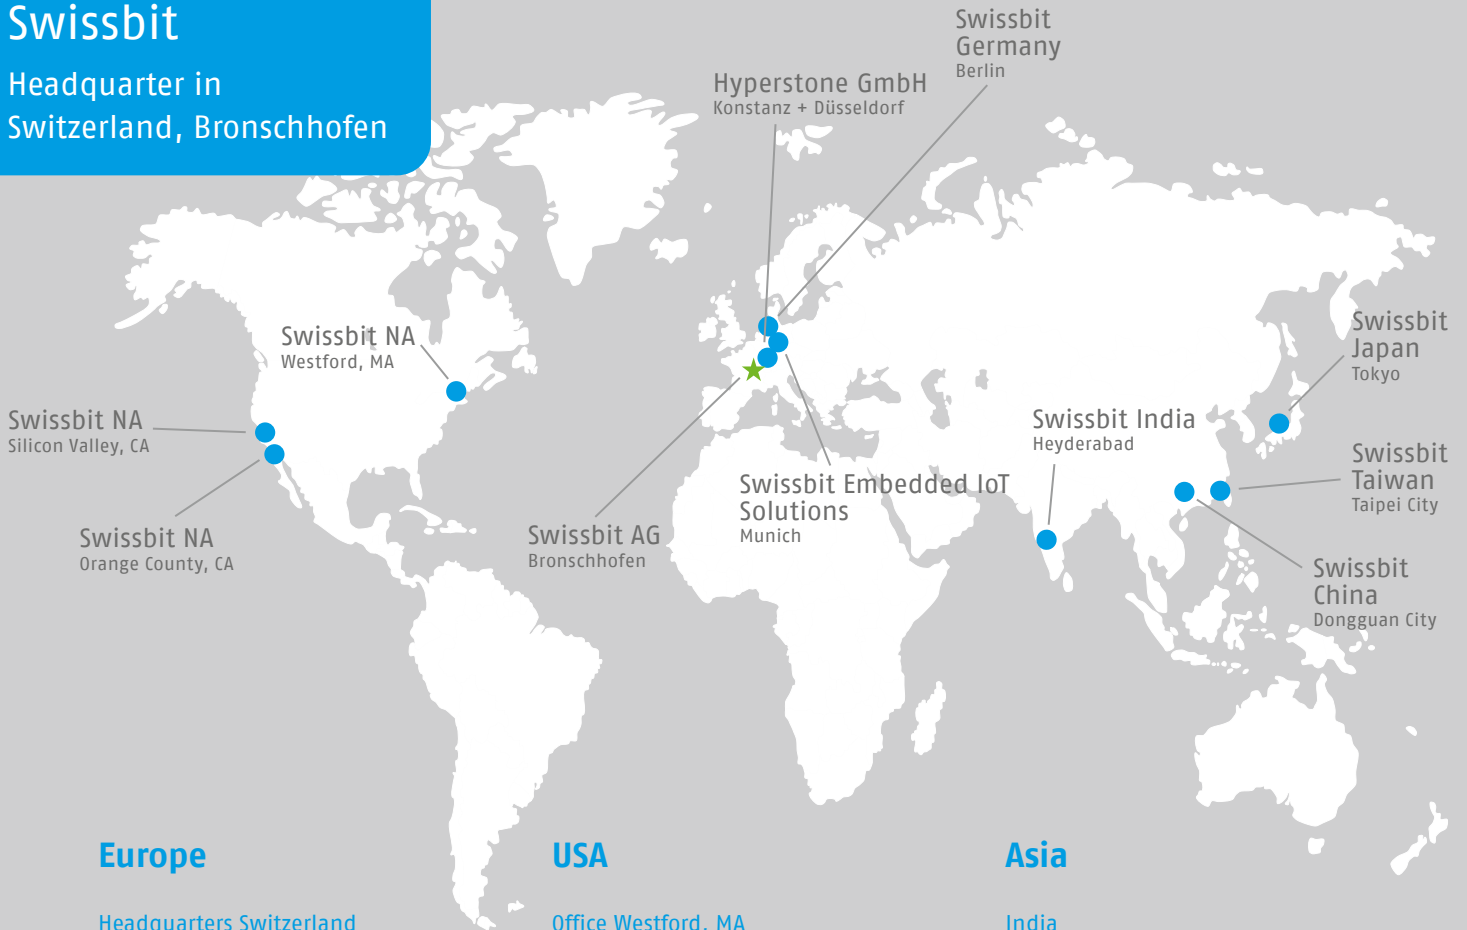 Swissbit
Headquarter in
Switzerland, Bronschhofen
Swissbit
Germany
Berlin
Hyperstone GmbH
Konstanz + Düsseldorf
Swissbit NA
Westford, MA
Swissbit NA
Silicon Valley, CA
Swissbit NA
Orange County, CA
Swissbit AG
Bronschhofen
Swissbit Embedded IoT
Solutions
Munich
Swissbit India
Heyderabad
Swissbit
Japan
Tokyo
Swissbit
Taiwan
Taipei City
Swissbit
China
Dongguan City
Europe
USA
Asia
Headquarters Switzerland
Office Westford, MA
India